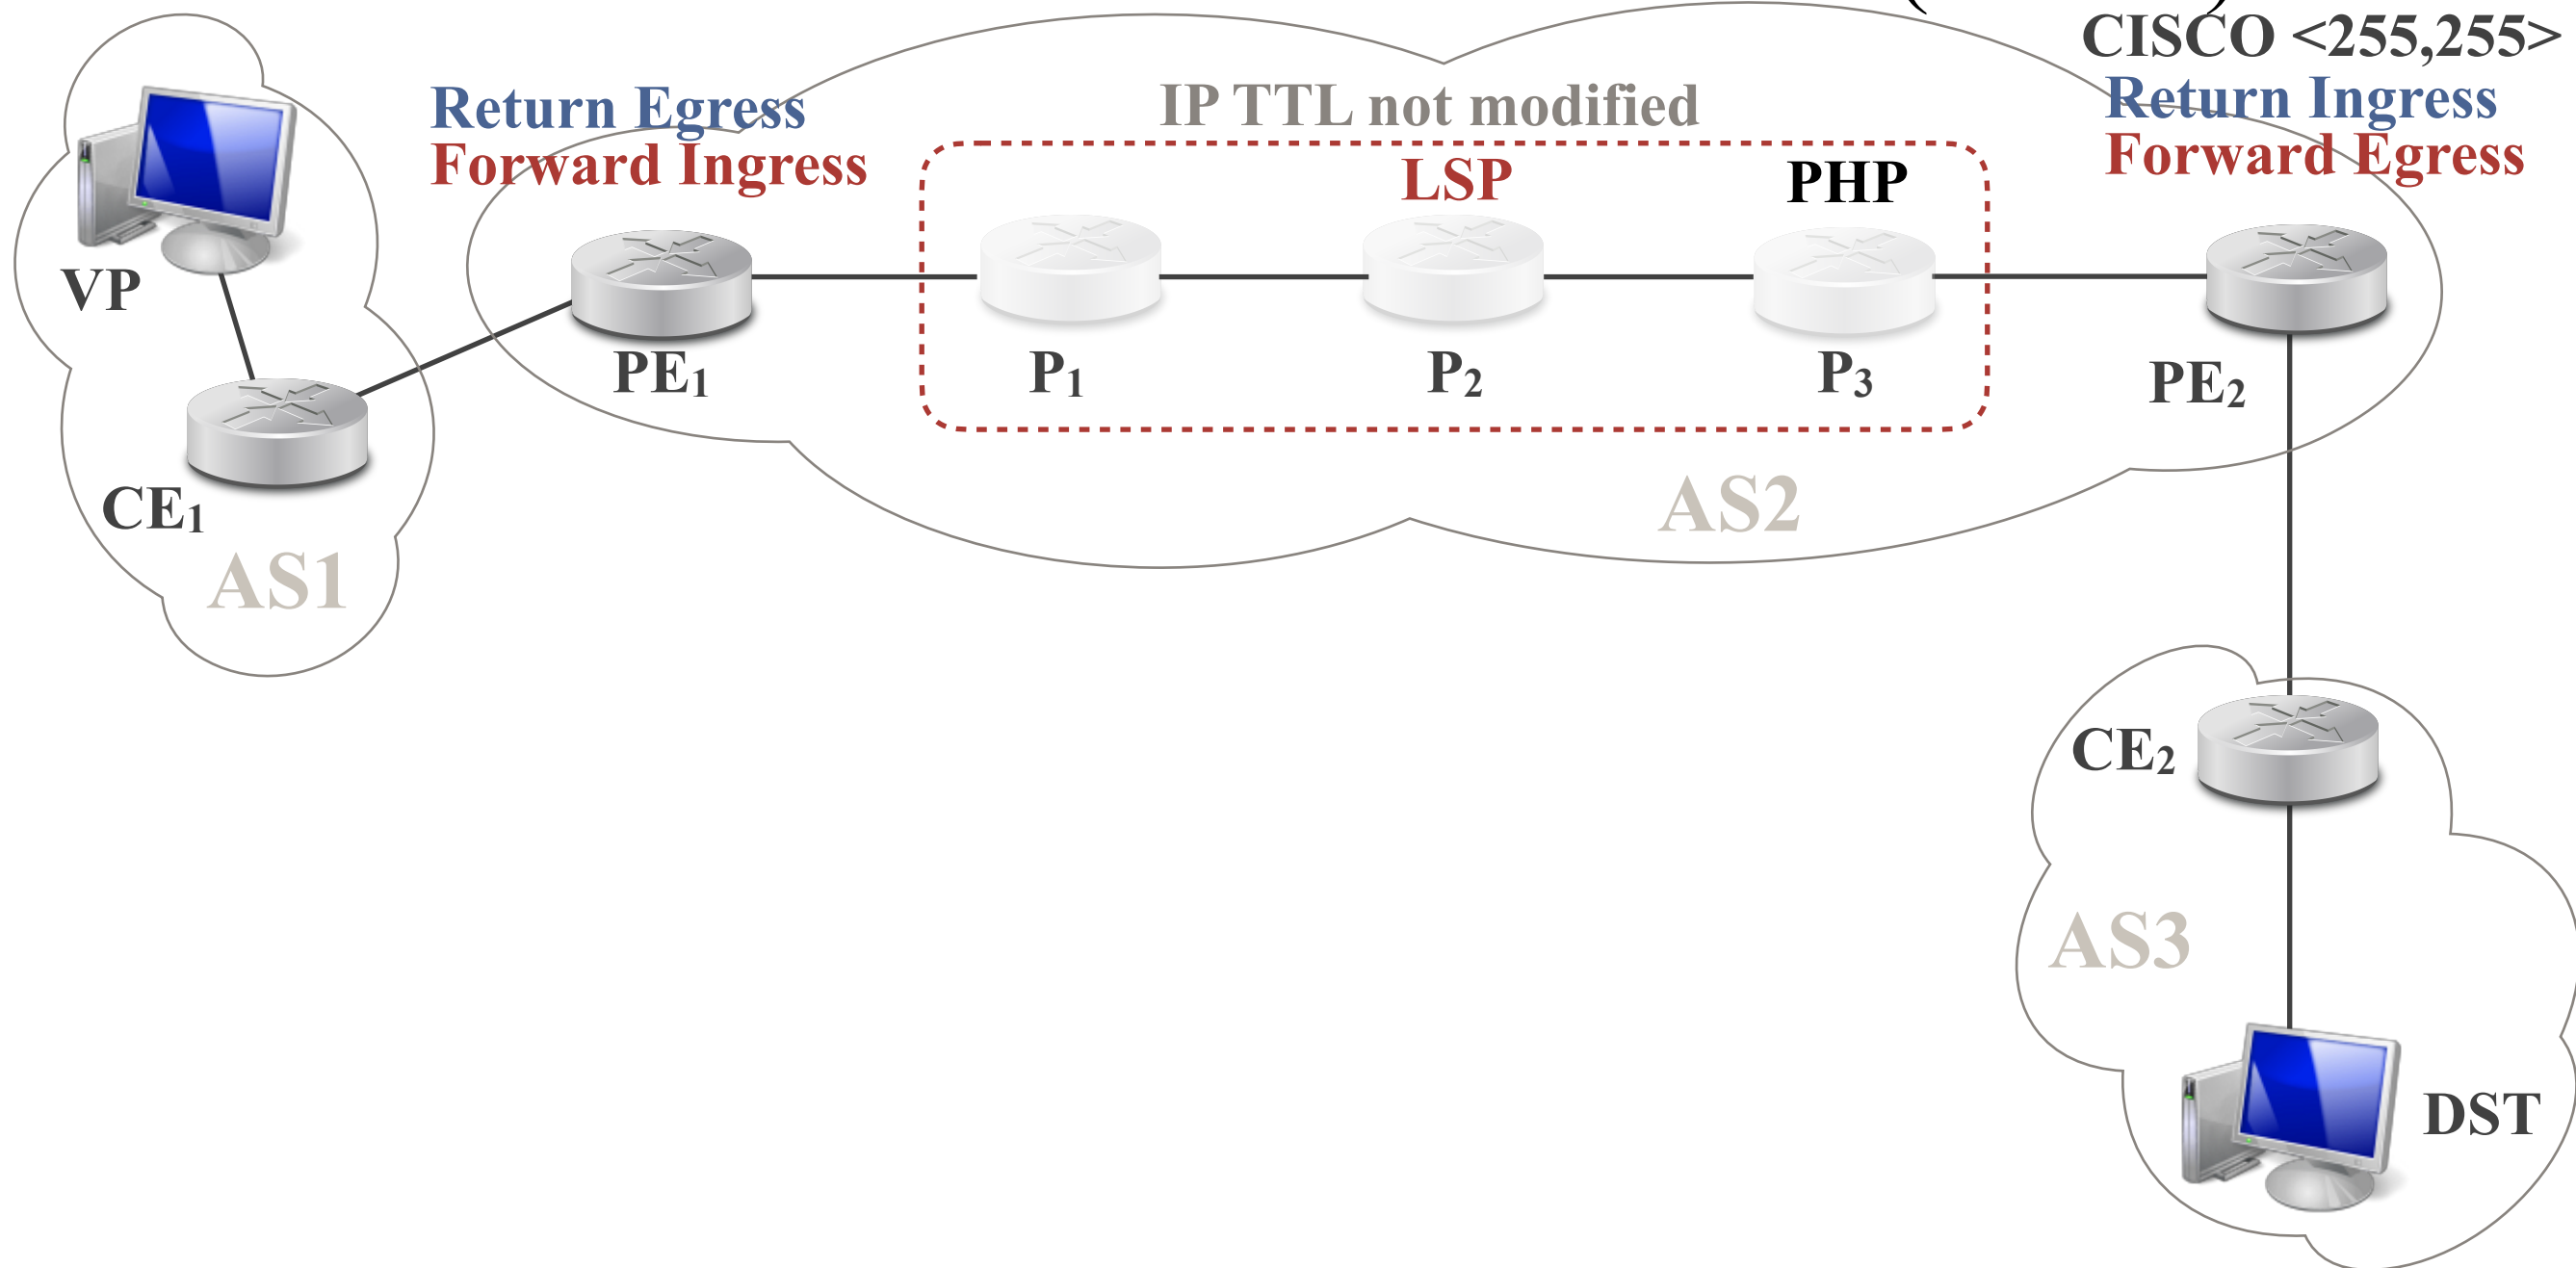 CISCO <255,255>
Return Egress
Forward Ingress
IP TTL not modified
Return Ingress
Forward Egress
LSP
PHP
VP
PE₁
P₁
P₂
P₃
PE₂
CE₁
AS1
AS2
CE₂
AS3
DST